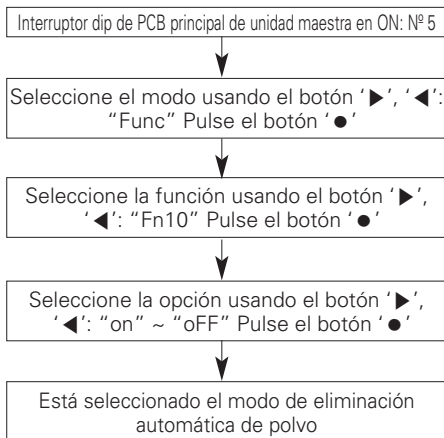 Interruptor dip de PCB principal de unidad maestra en ON: Nº 5
Seleccione el modo usando el botón ‘▶’, ‘◀’:
“Func” Pulse el botón ‘●’
Seleccione la función usando el botón ‘▶’,
‘◀’: “Fn10” Pulse el botón ‘●’
Seleccione la opción usando el botón ‘▶’,
‘◀’: “on” ~ “oFF” Pulse el botón ‘●’
Está seleccionado el modo de eliminación
automática de polvo